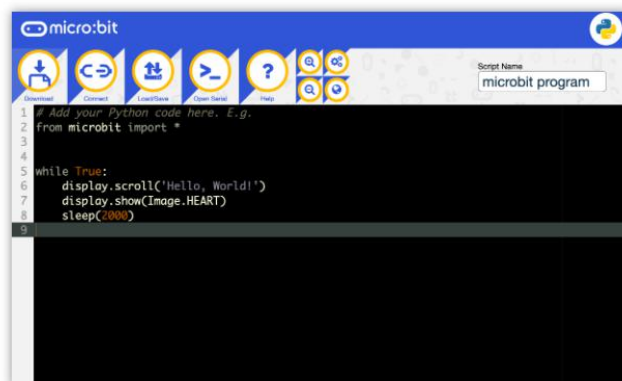 micro:bit
Download
Connect
Load/Save
Open Serial
Help
Script Name
microbit program
1 # Add your Python code here. E.g.
2 from microbit import *
3
4
5 while True:
6     display.scroll('Hello, World!')
7     display.show(Image.HEART)
8     sleep(2000)
9